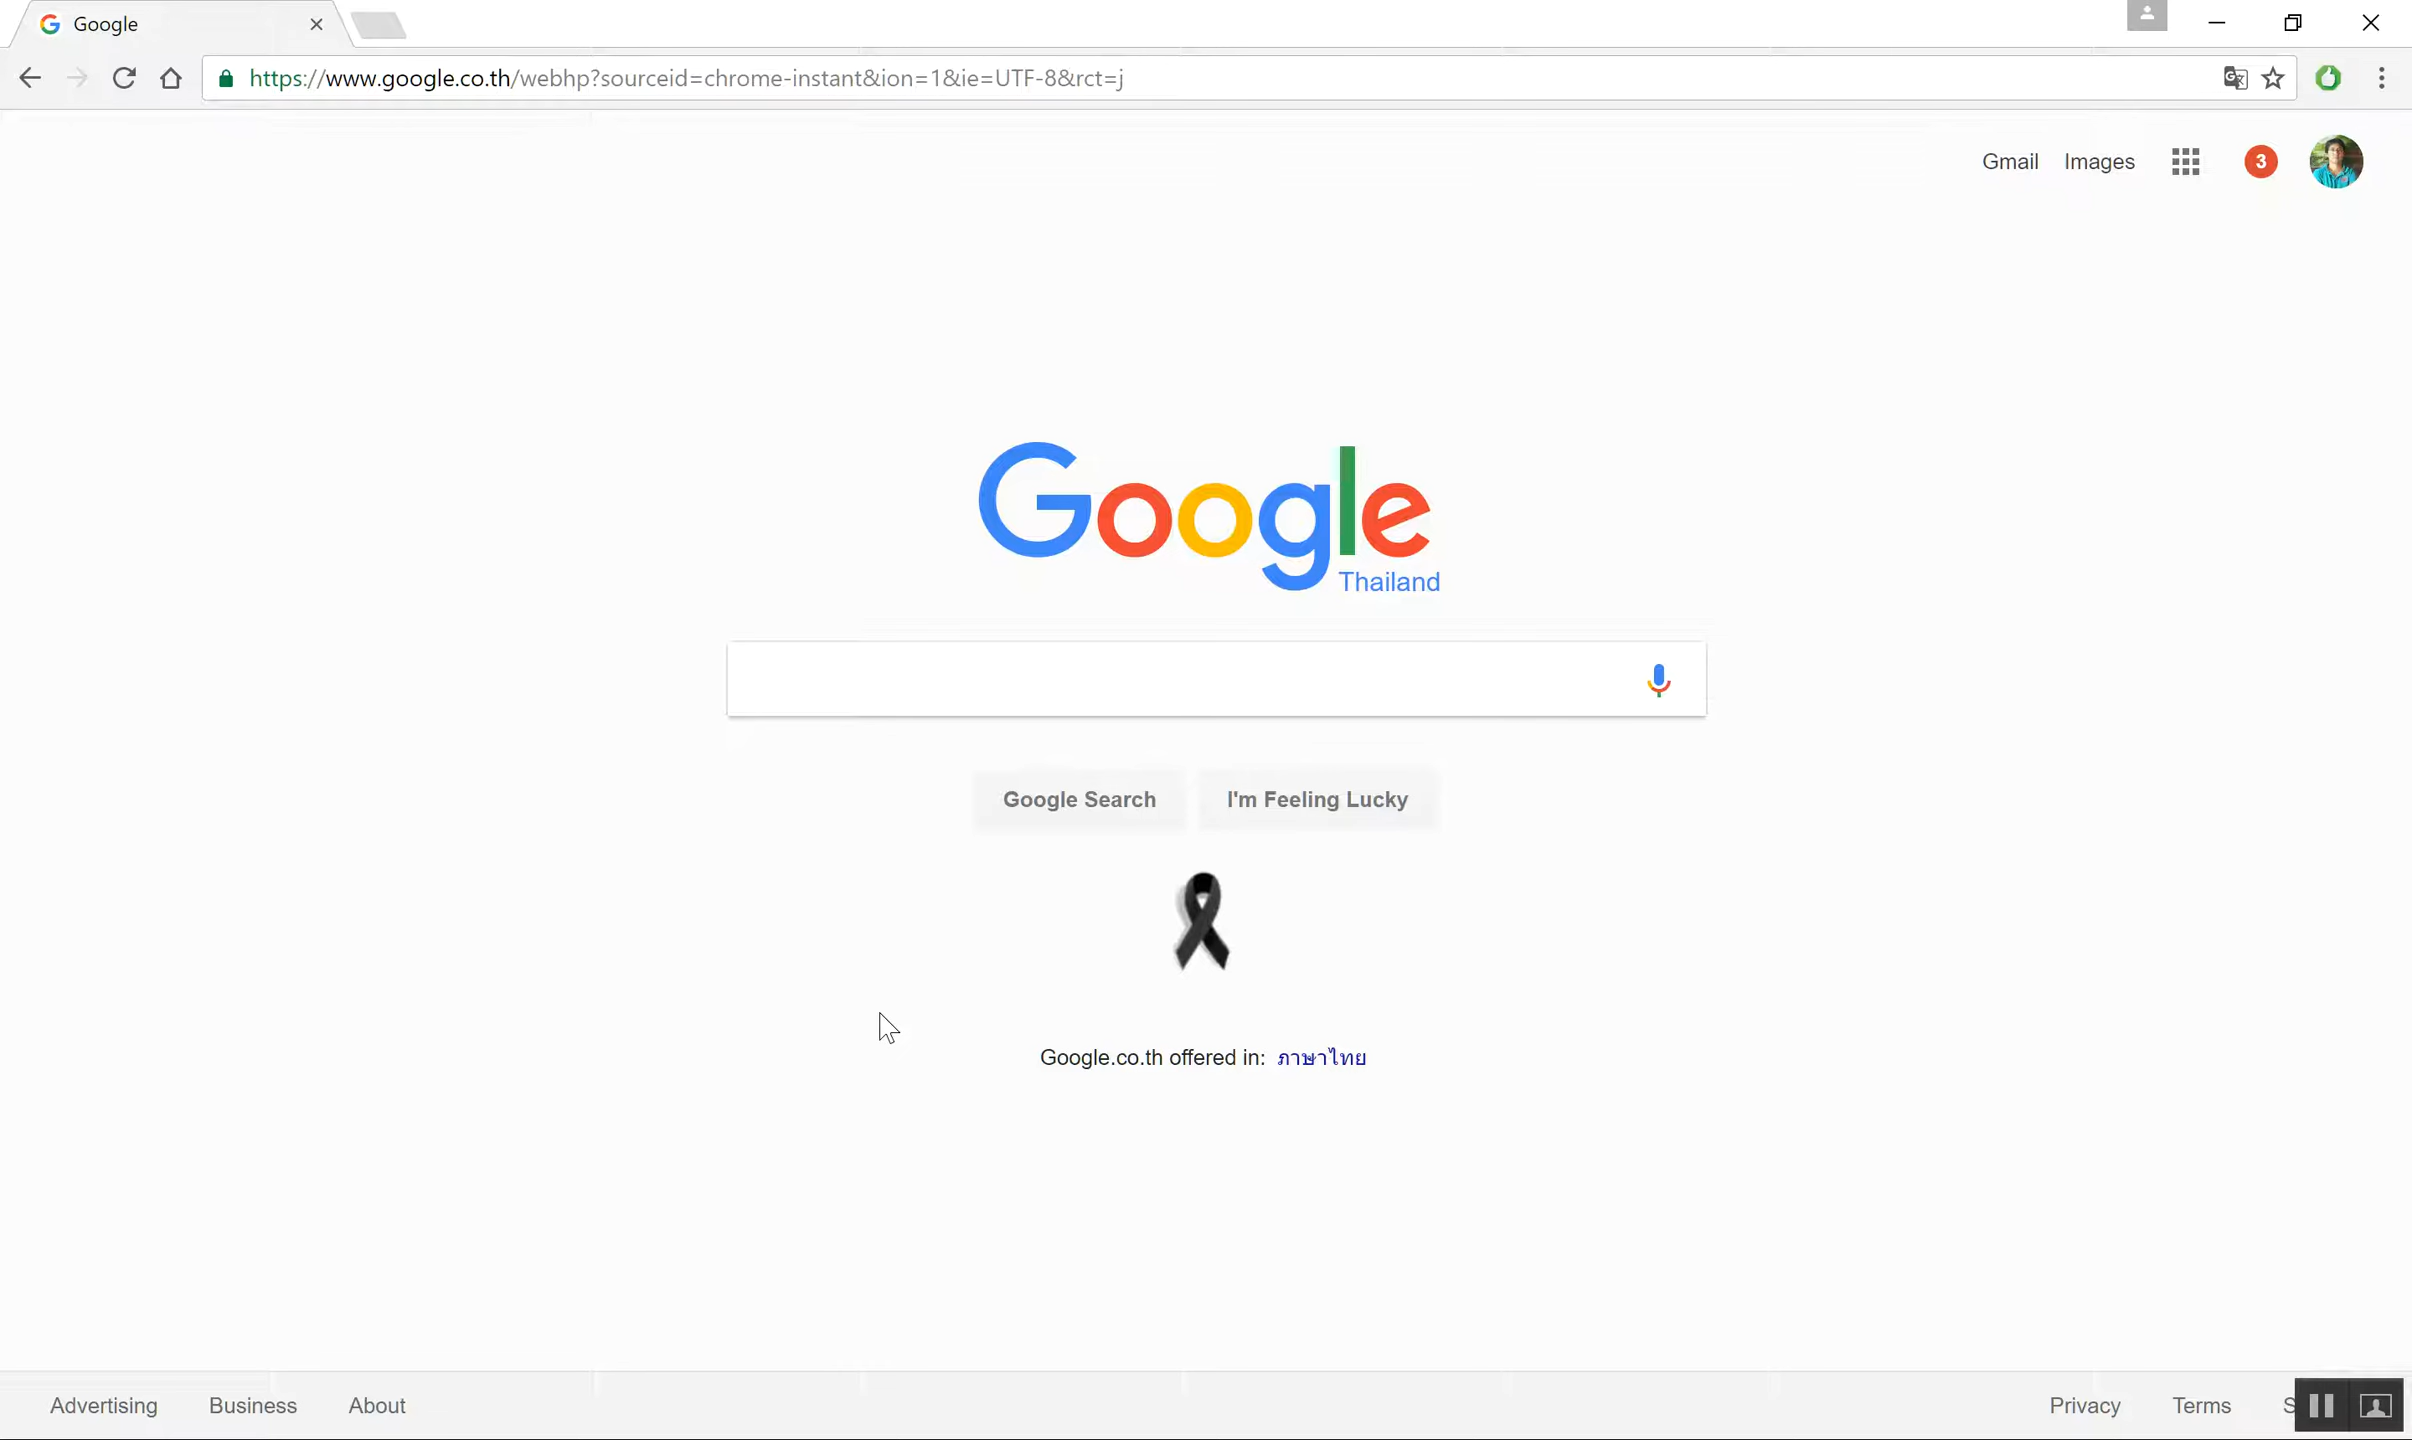 Google
https://www.google.co.th/webhp?sourceid=chrome-instant&ion=1&ie=UTF-8&rct=j
Gmail Images 3
Google
Thailand
Google Search I'm Feeling Lucky
Google.co.th offered in: ภาษาไทย
Advertising Business About Privacy Terms